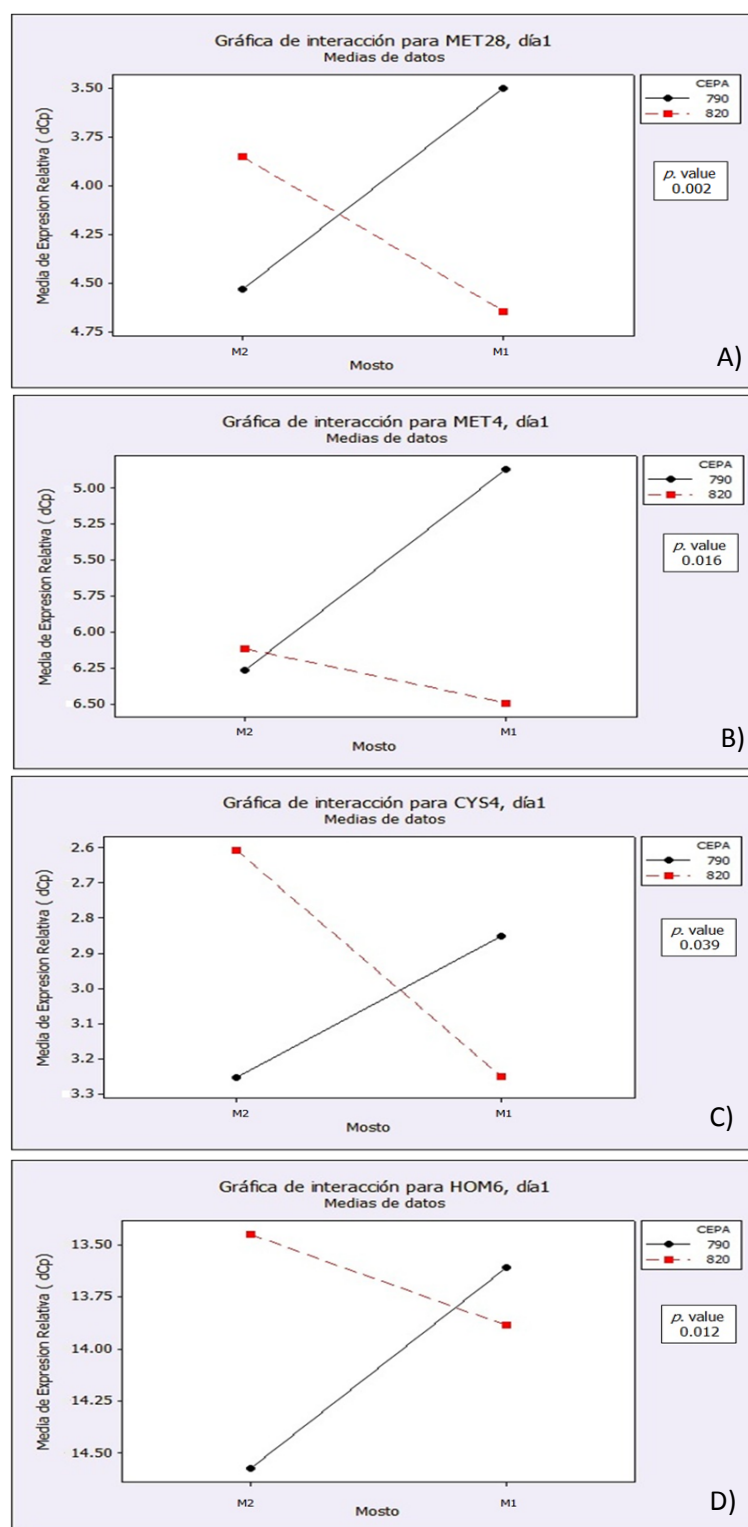 Gráfica de interacción para MET28, día1
Medias de datos
Media de Expresion Relativa ( dCp)
3.50
3.75
4.00
4.25
4.50
4.75
M2
M1
Mosto
CEPA
790
820
p. value
0.002
A)
Gráfica de interacción para MET4, día1
Medias de datos
Media de Expresion Relativa ( dCp)
5.00
5.25
5.50
5.75
6.00
6.25
6.50
M2
M1
Mosto
CEPA
790
820
p. value
0.016
B)
Gráfica de interacción para CYS4, día1
Medias de datos
Media de Expresion Relativa ( dCp)
2.6
2.7
2.8
2.9
3.0
3.1
3.2
3.3
M2
M1
Mosto
CEPA
790
820
p. value
0.039
C)
Gráfica de interacción para HOM6, día1
Medias de datos
Media de Expresion Relativa ( dCp)
13.50
13.75
14.00
14.25
14.50
M2
M1
Mosto
CEPA
790
820
p. value
0.012
D)